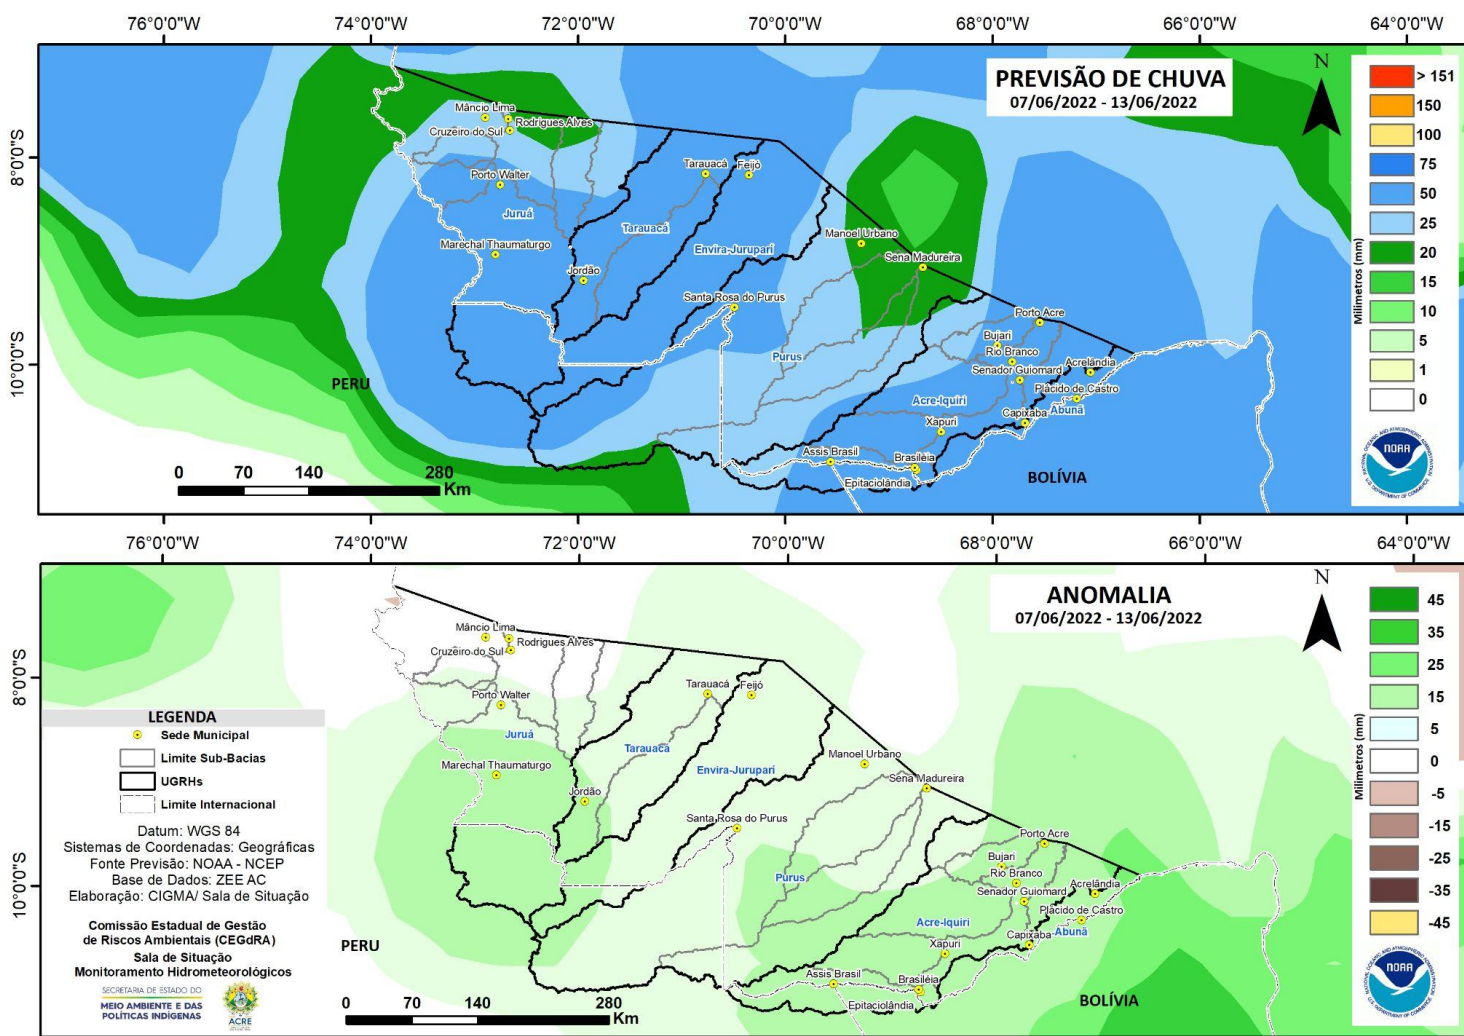 76°0'0"W 74°0'0"W 72°0'0"W 70°0'0"W 68°0'0"W 66°0'0"W 64°0'0"W
PREVISÃO DE CHUVA
07/06/2022 - 13/06/2022
N
> 151
150
100
75
50
25
20
15
10
5
1
0
Milímetros (mm)
8°0'0"S
10°0'0"S
Mâncio Lima
Rodrigues Alves
Cruzeiro do Sul
Tarauacá
Feijó
Porto Walter
Juruá
Tarauacá
Manoel Urbano
Marechal Thaumaturgo
Envira-Jurupari
Sena Madureira
Jordão
Santa Rosa do Purus
Porto Acre
Bujari
Rio Branco
Purus
Senador Guiomard
Acrelândia
PERU
Plácido de Castro
Acre-Iquiri
Abunã
Capixaba
Xapuri
Assis Brasil
Brasiléia
Epitaciolândia
BOLÍVIA
0 70 140 280
Km
NOAA
76°0'0"W 74°0'0"W 72°0'0"W 70°0'0"W 68°0'0"W 66°0'0"W 64°0'0"W
ANOMALIA
07/06/2022 - 13/06/2022
N
45
35
25
15
5
0
-5
-15
-25
-35
-45
Milímetros (mm)
8°0'0"S
10°0'0"S
Mâncio Lima
Rodrigues Alves
Cruzeiro do Sul
Tarauacá
Feijó
Porto Walter
Juruá
Tarauacá
Manoel Urbano
Marechal Thaumaturgo
Envira-Jurupari
Sena Madureira
Jordão
Santa Rosa do Purus
Porto Acre
Bujari
Rio Branco
Purus
Senador Guiomard
Acrelândia
Plácido de Castro
Acre-Iquiri
Abunã
Capixaba
PERU
Xapuri
Assis Brasil
Brasiléia
Epitaciolândia
BOLÍVIA
0 70 140 280
Km
NOAA
LEGENDA
Sede Municipal
Limite Sub-Bacias
UGRHs
Limite Internacional
Datum: WGS 84
Sistemas de Coordenadas: Geográficas
Fonte Previsão: NOAA - NCEP
Base de Dados: ZEE AC
Elaboração: CIGMA/ Sala de Situação
Comissão Estadual de Gestão
de Riscos Ambientais (CEGdRA)
Sala de Situação
Monitoramento Hidrometeorológicos
SECRETARIA DE ESTADO DO
MEIO AMBIENTE E DAS
POLÍTICAS INDÍGENAS
ACRE